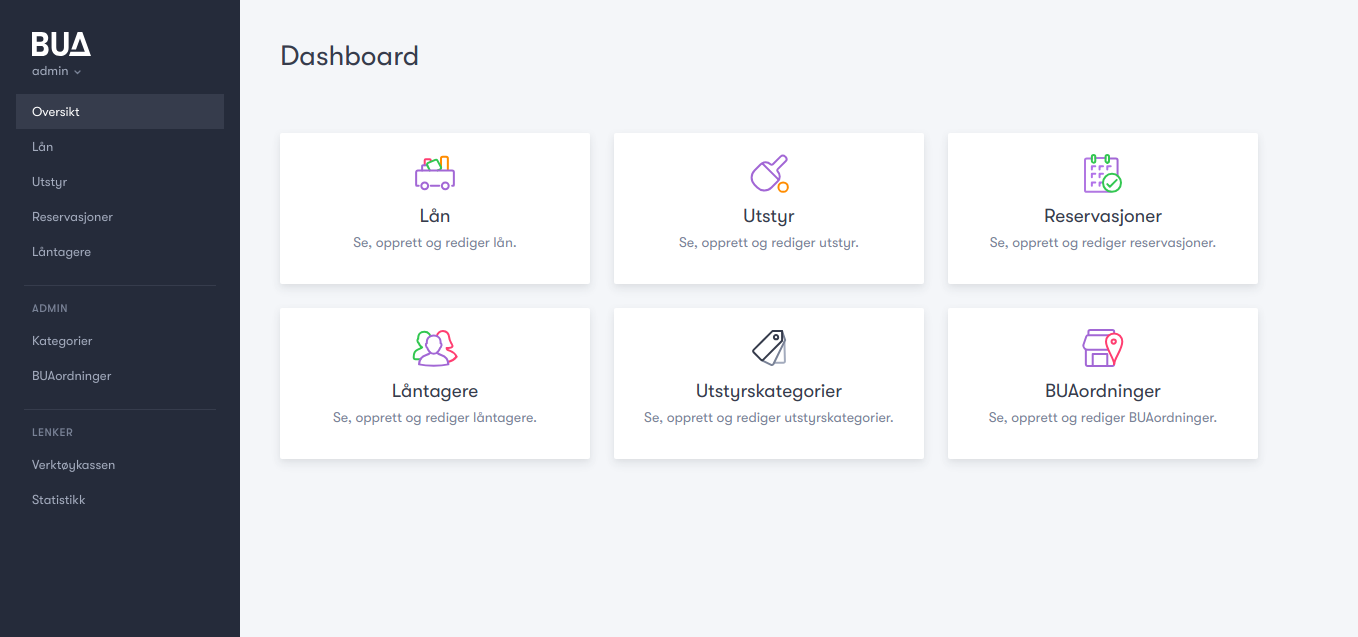 BUA
admin
Oversikt
Lån
Utstyr
Reservasjoner
Låntagere
ADMIN
Kategorier
BUAordninger
LENKER
Verktøykassen
Statistikk
Dashboard
Lån
Se, opprett og rediger lån.
Utstyr
Se, opprett og rediger utstyr.
Reservasjoner
Se, opprett og rediger reservasjoner.
Låntagere
Se, opprett og rediger låntagere.
Utstyrskategorier
Se, opprett og rediger utstyrskategorier.
BUAordninger
Se, opprett og rediger BUAordninger.